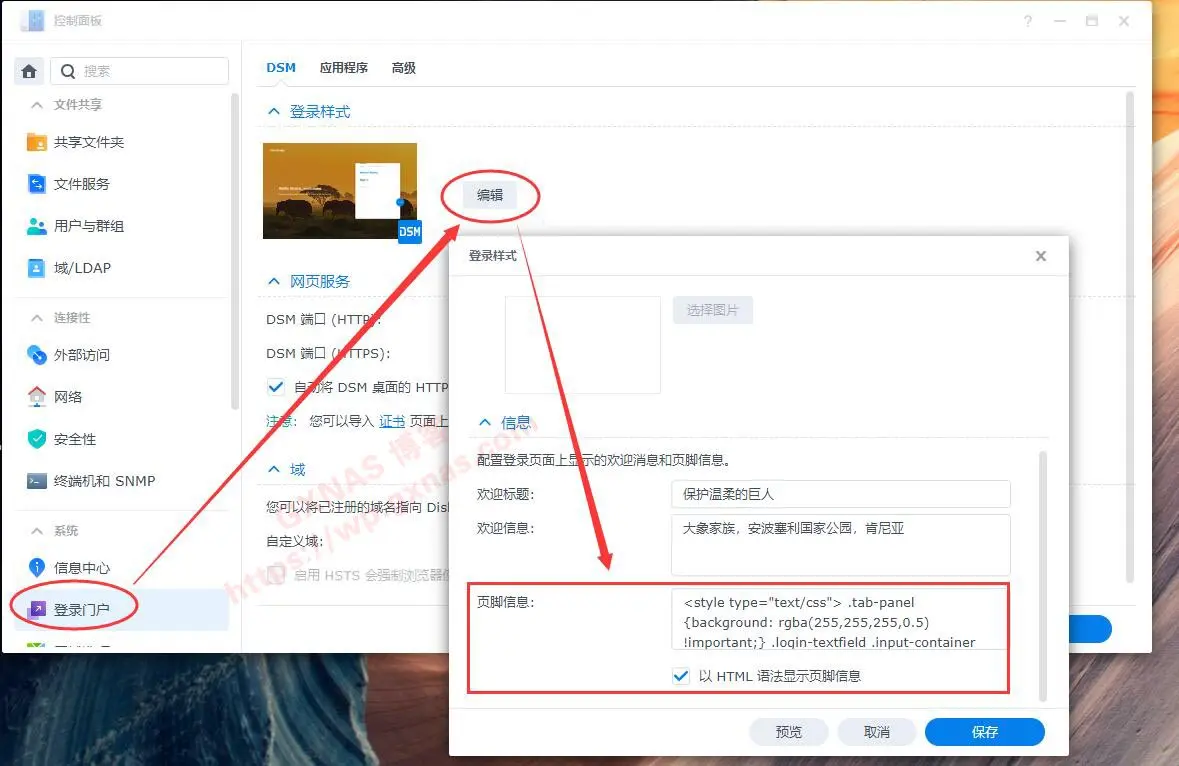 控制面板
搜索
文件共享
共享文件夹
文件服务
用户与群组
域/LDAP
连接性
外部访问
网络
安全性
终端机和 SNMP
系统
信息中心
登录门户
DSM 应用程序 高级
登录样式
DSM
编辑
网页服务
DSM 端口 (HTTP):
DSM 端口 (HTTPS):
自动将 DSM 桌面的 HTTP
注意: 您可以导入 证书 页面上
域
您可以将已注册的域名指向 Dis
自定义域:
启用 HSTS 会强制浏览器
登录样式
选择图片
信息
配置登录页面上显示的欢迎消息和页脚信息。
欢迎标题: 保护温柔的巨人
欢迎信息: 大象家族，安波塞利国家公园，肯尼亚
页脚信息: <style type="text/css"> .tab-panel
{background: rgba(255,255,255,0.5)
!important;} .login-textfield .input-container
以 HTML 语法显示页脚信息
预览 取消 保存
GXNAS 博客